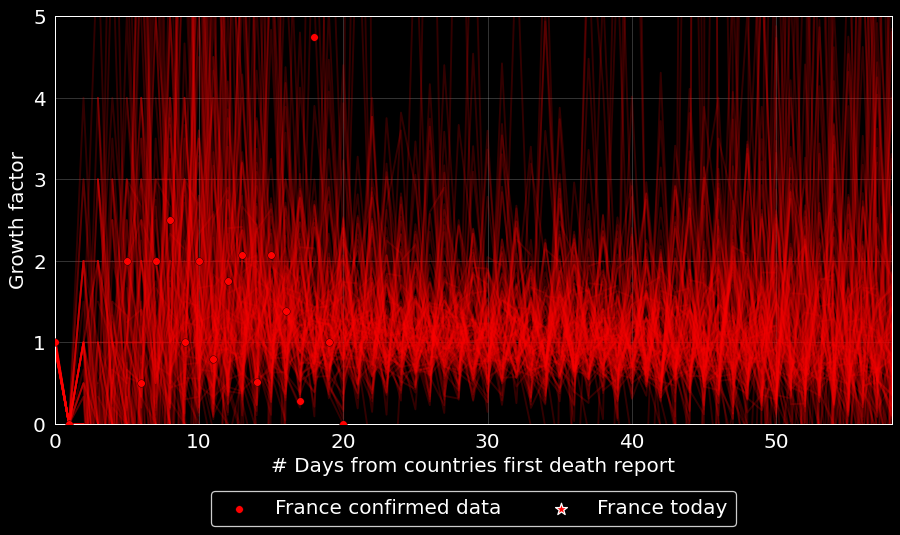 5
4
3
2
1
0
Growth factor
0 10 20 30 40 50
# Days from countries first death report
France confirmed data France today